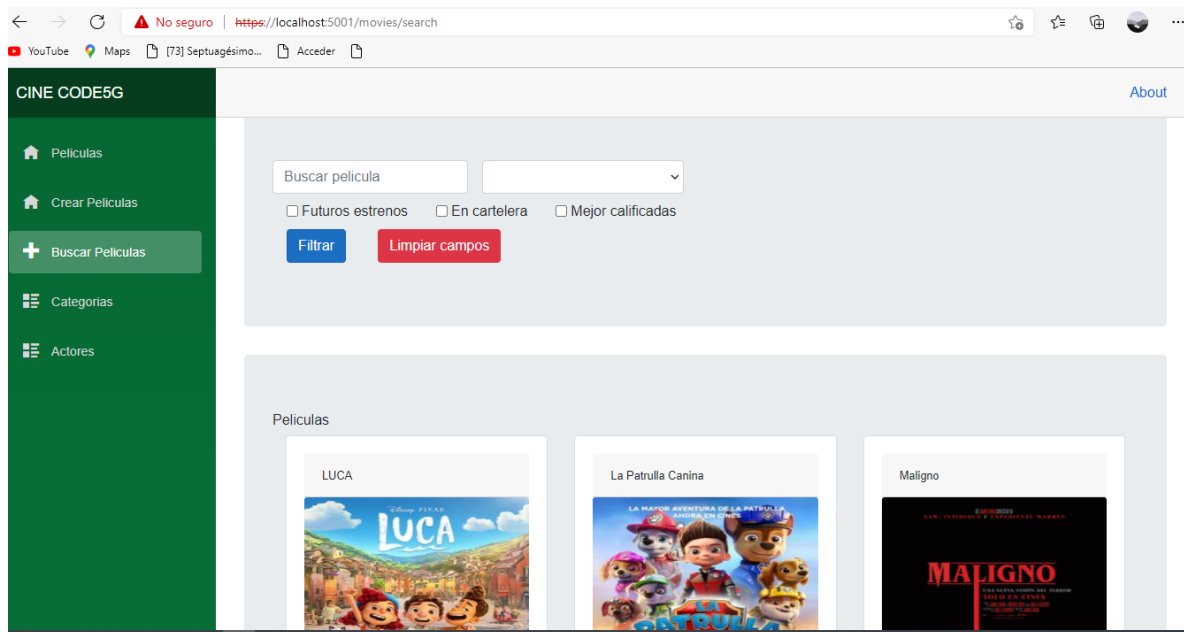 No seguro https://localhost:5001/movies/search
YouTube Maps [73] Septuagésimo... Acceder
CINE CODE5G
About
Peliculas
Crear Peliculas
Buscar Peliculas
Categorias
Actores
Buscar pelicula
Futuros estrenos En cartelera Mejor calificadas
Filtrar Limpiar campos
Peliculas
LUCA
Disney PIXAR
LUCA
La Patrulla Canina
LA MAYOR AVENTURA DE LA PATRULLA
AHORA EN CINES
LA
PATRULLA
Maligno
MALIGNO
UNA NUEVA VISIÓN DEL TERROR
SOLO EN CINES